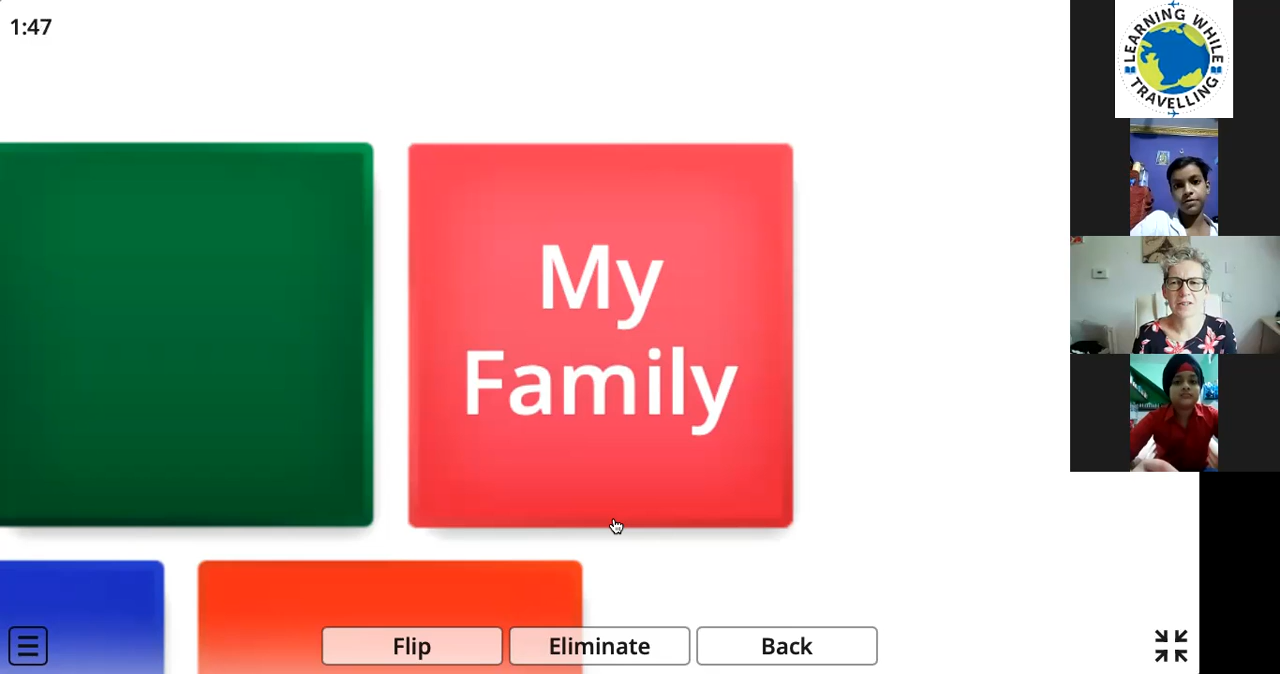 1:47
LEARNING WHILE
TRAVELLING
My
Family
Flip
Eliminate
Back